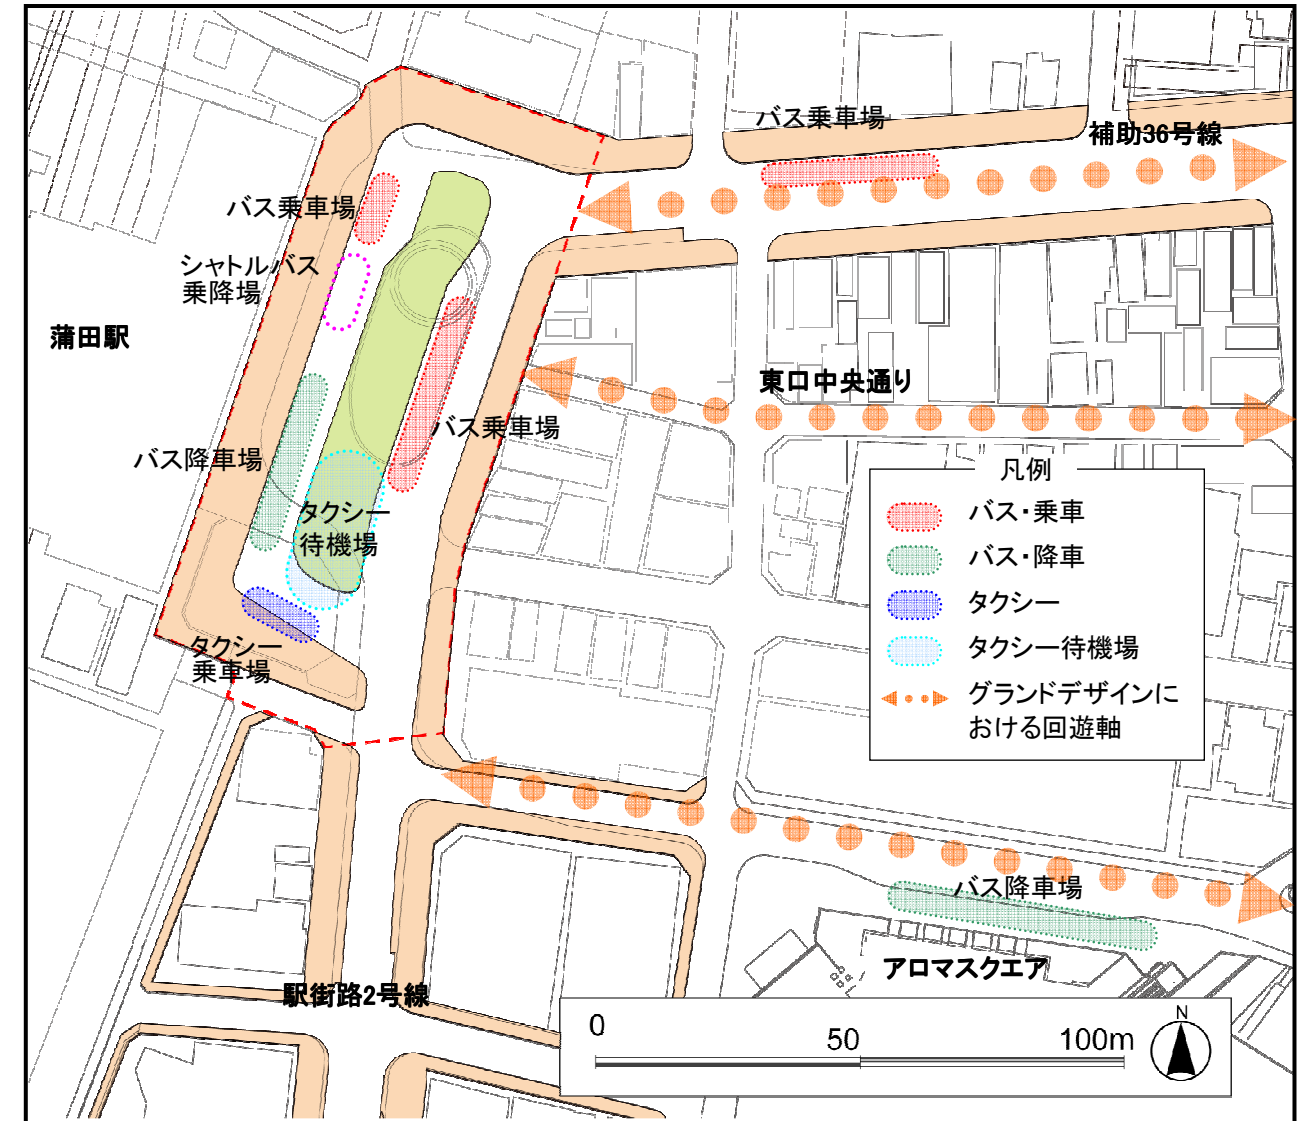 バス乗車場
補助36号線
バス乗車場
シャトルバス
乗降場
蒲田駅
東口中央通り
バス乗車場
バス降車場
タクシー
待機場
タクシー
乗車場
凡例
バス・乗車
バス・降車
タクシー
タクシー待機場
グランドデザインに
おける回遊軸
バス降車場
アロマスクエア
駅街路2号線
0
50
100m
N